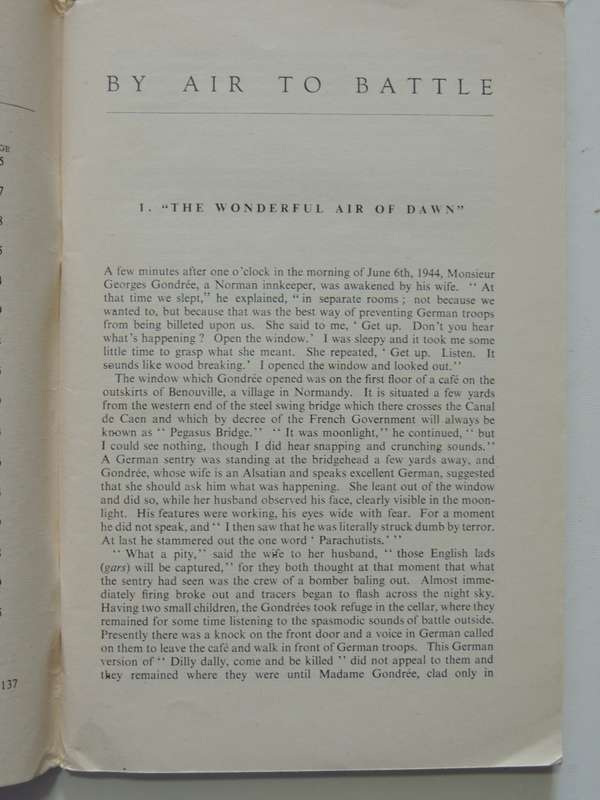 GE
5
7
8
137
BY AIR TO BATTLE
1. “THE WONDERFUL AIR OF DAWN”
A few minutes after one o’clock in the morning of June 6th, 1944, Monsieur
Georges Gondrée, a Norman innkeeper, was awakened by his wife. “ At
that time we slept,” he explained, “ in separate rooms ; not because we
wanted to, but because that was the best way of preventing German troops
from being billeted upon us. She said to me, ‘ Get up. Don’t you hear
what’s happening ? Open the window.’ I was sleepy and it took me some
little time to grasp what she meant. She repeated, ‘ Get up. Listen. It
sounds like wood breaking.’ I opened the window and looked out.”
The window which Gondrée opened was on the first floor of a café on the
outskirts of Benouville, a village in Normandy. It is situated a few yards
from the western end of the steel swing bridge which there crosses the Canal
de Caen and which by decree of the French Government will always be
known as “ Pegasus Bridge.” “ It was moonlight,” he continued, “ but
I could see nothing, though I did hear snapping and crunching sounds.”
A German sentry was standing at the bridgehead a few yards away, and
Gondrée, whose wife is an Alsatian and speaks excellent German, suggested
that she should ask him what was happening. She leant out of the window
and did so, while her husband observed his face, clearly visible in the moon-
light. His features were working, his eyes wide with fear. For a moment
he did not speak, and “ I then saw that he was literally struck dumb by terror.
At last he stammered out the one word ‘ Parachutists.’ ”
“ What a pity,” said the wife to her husband, “ those English lads
(gars) will be captured,” for they both thought at that moment that what
the sentry had seen was the crew of a bomber baling out. Almost imme-
diately firing broke out and tracers began to flash across the night sky.
Having two small children, the Gondrées took refuge in the cellar, where they
remained for some time listening to the spasmodic sounds of battle outside.
Presently there was a knock on the front door and a voice in German called
on them to leave the café and walk in front of German troops. This German
version of “ Dilly dally, come and be killed ” did not appeal to them and
they remained where they were until Madame Gondrée, clad only in